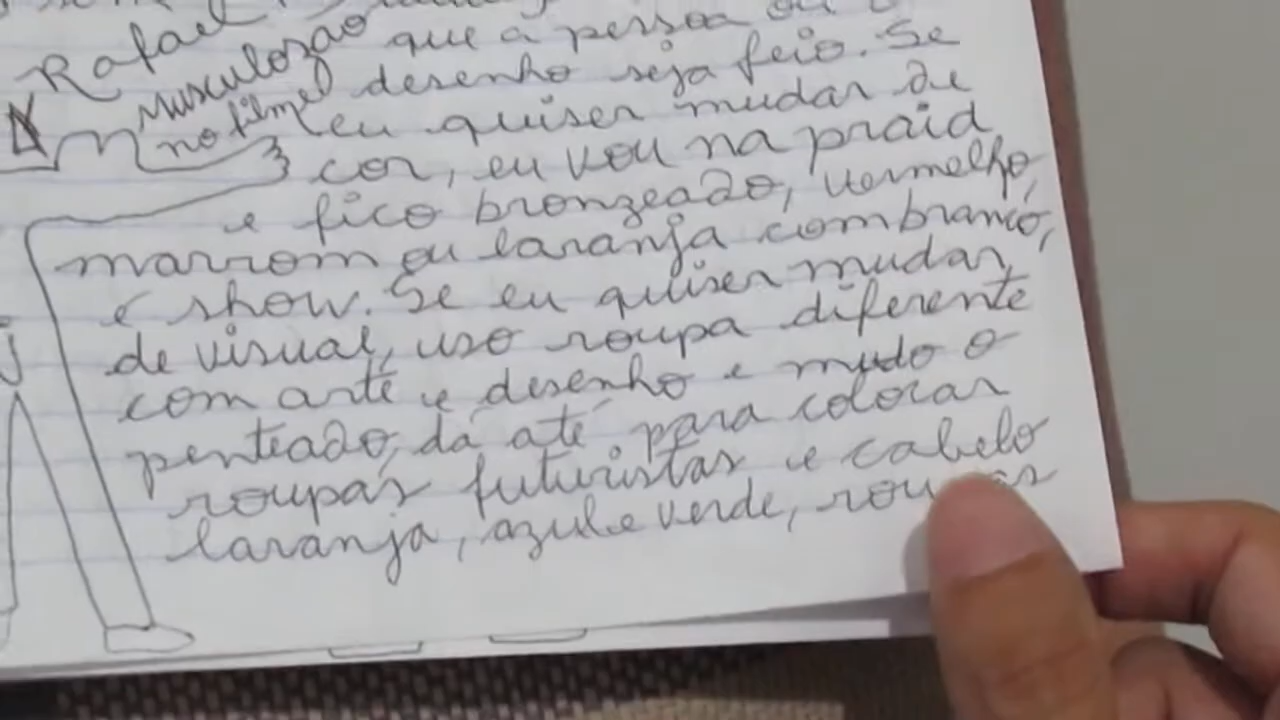 Rafael
Musculozão
no filme
que a pessoa ou o
desenho seja feio. Se
eu quiser mudar de
cor, eu vou na praia
e fico bronzeado, vermelho,
marrom ou laranja com branco,
é show. Se eu quiser mudar
de visual, uso roupa diferente
com arte e desenho e mudo o
penteado, dá até para colocar
roupas futuristas e cabelo
laranja, azul e verde,